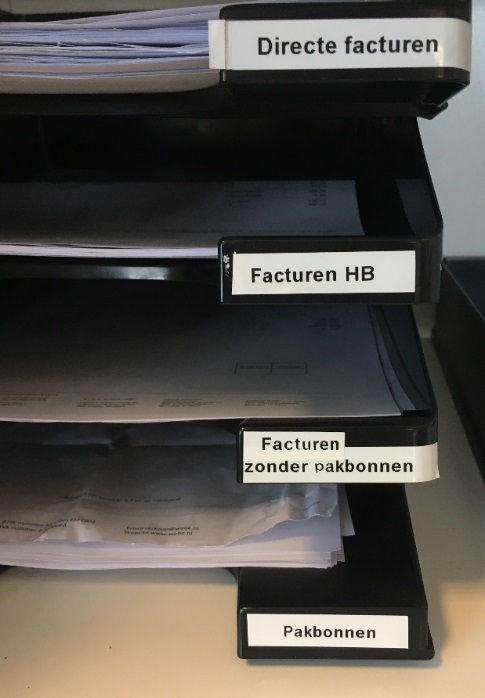 Directe facturen
Facturen HB
Facturen
zonder pakbonnen
Pakbonnen